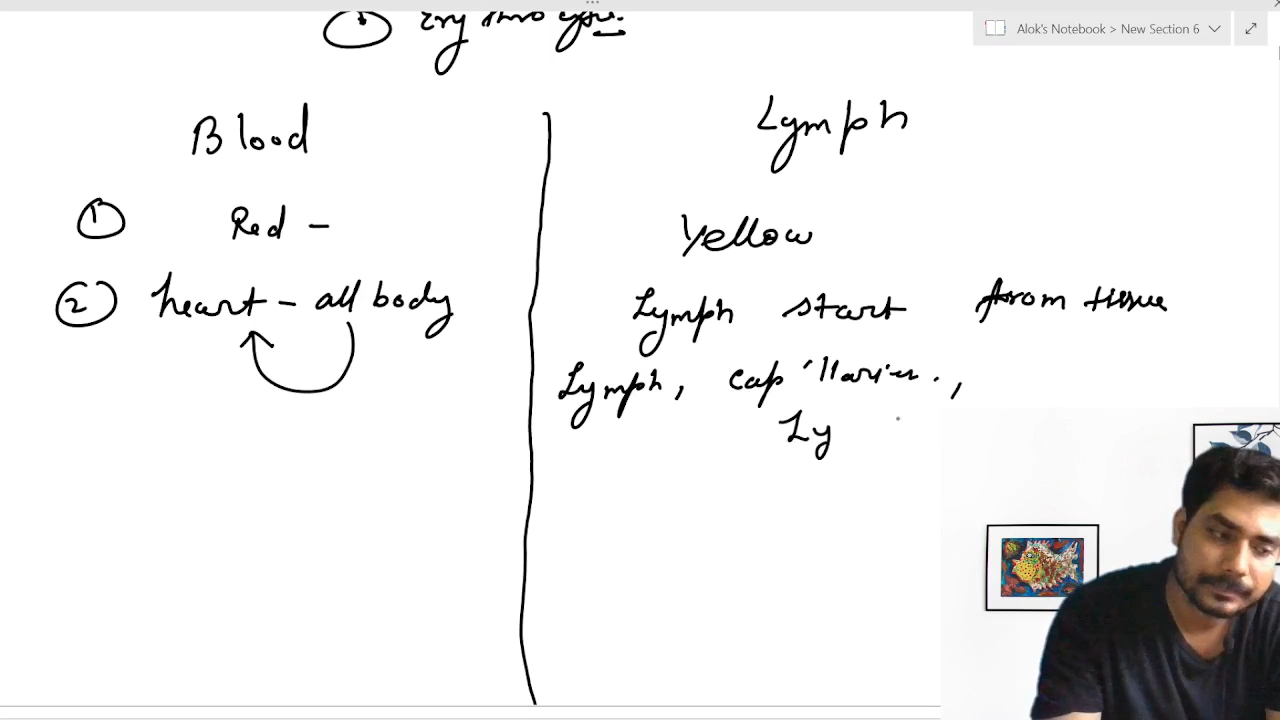 Alok's Notebook > New Section 6
Blood
Lymph
① Red –
Yellow
② heart – all body
Lymph start from tissue
Lymph, capillaries.,
Ly